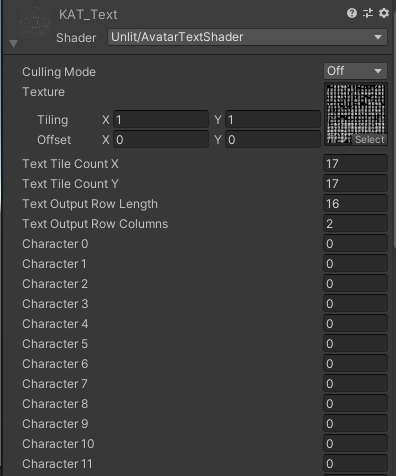 KAT_Text
Shader Unlit/AvatarTextShader
Culling Mode Off
Texture
Tiling X 1 Y 1
Offset X 0 Y 0
Select
Text Tile Count X 17
Text Tile Count Y 17
Text Output Row Length 16
Text Output Row Columns 2
Character 0 0
Character 1 0
Character 2 0
Character 3 0
Character 4 0
Character 5 0
Character 6 0
Character 7 0
Character 8 0
Character 9 0
Character 10 0
Character 11 0